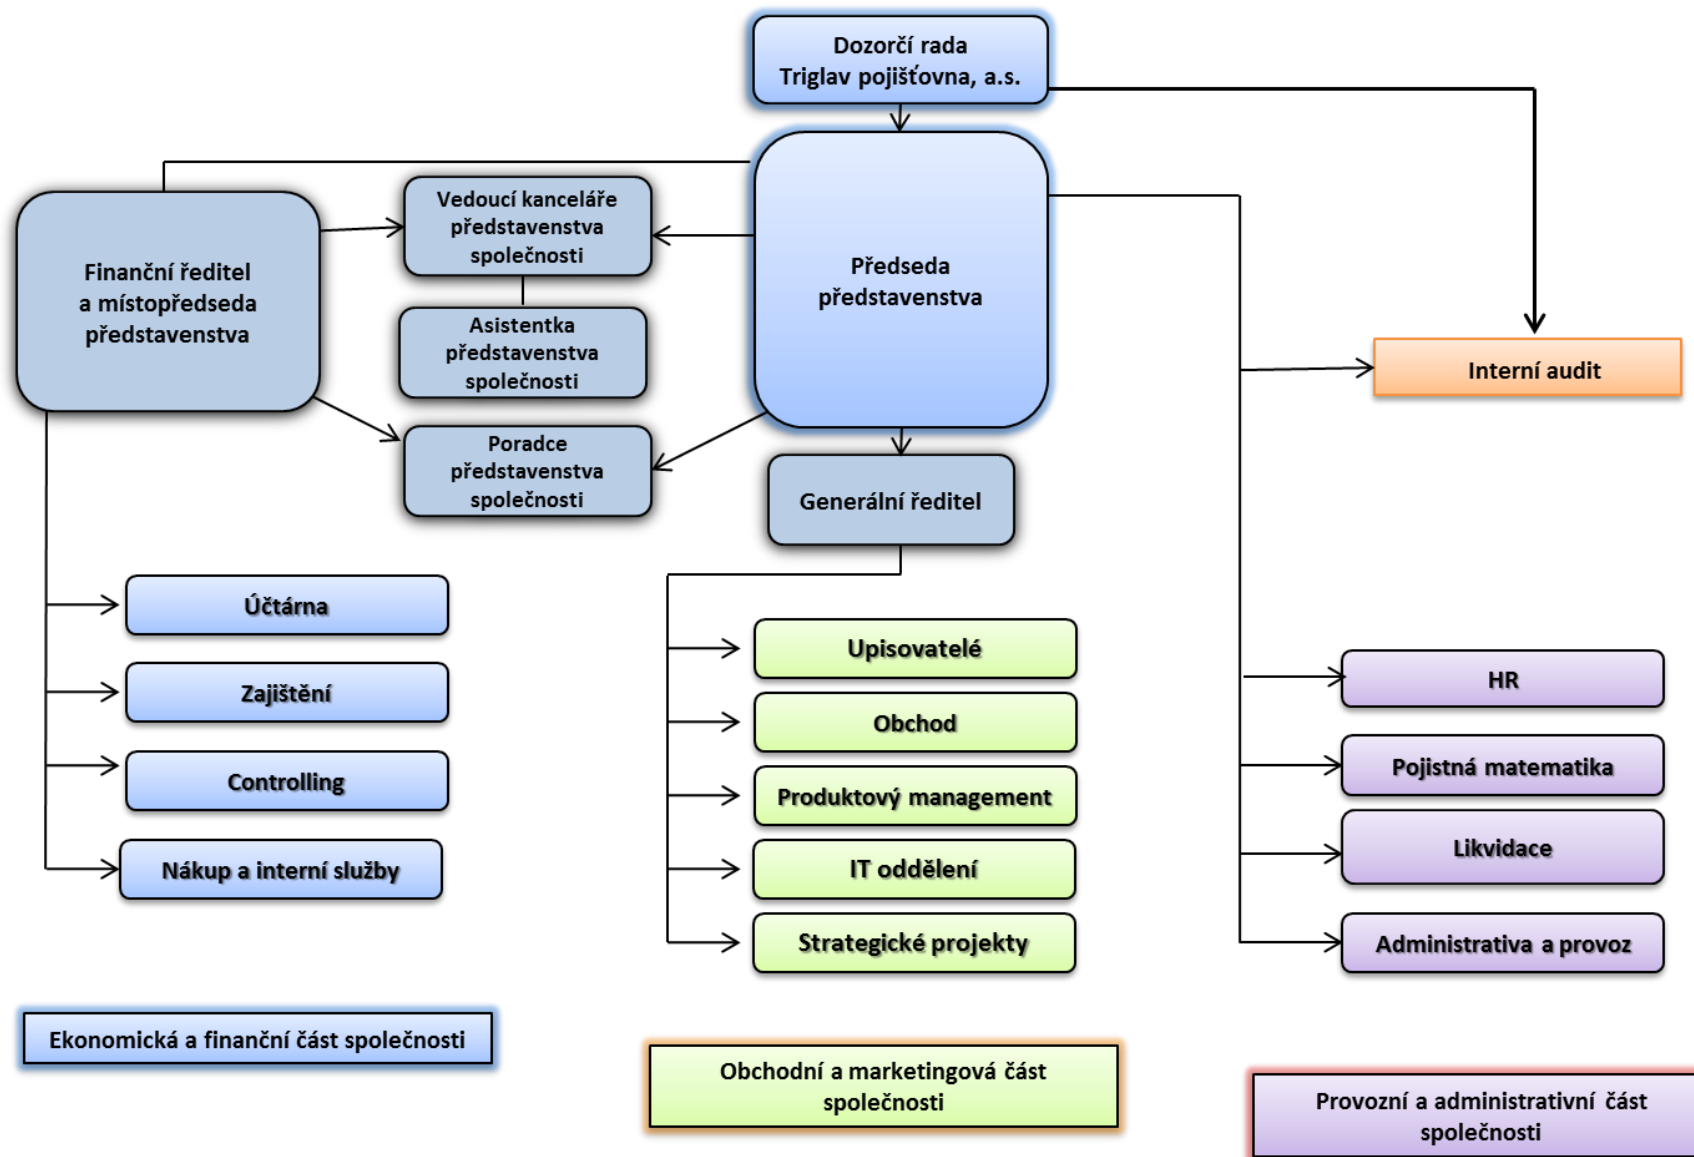 Dozorčí rada
Triglav pojišťovna, a.s.
Předseda
představenstva
Finanční ředitel
a místopředseda
představenstva
Vedoucí kanceláře
představenstva
společnosti
Asistentka
představenstva
společnosti
Poradce
představenstva
společnosti
Generální ředitel
Interní audit
Účtárna
Zajištění
Controlling
Nákup a interní služby
Upisovatelé
Obchod
Produktový management
IT oddělení
Strategické projekty
HR
Pojistná matematika
Likvidace
Administrativa a provoz
Ekonomická a finanční část společnosti
Obchodní a marketingová část
společnosti
Provozní a administrativní část
společnosti